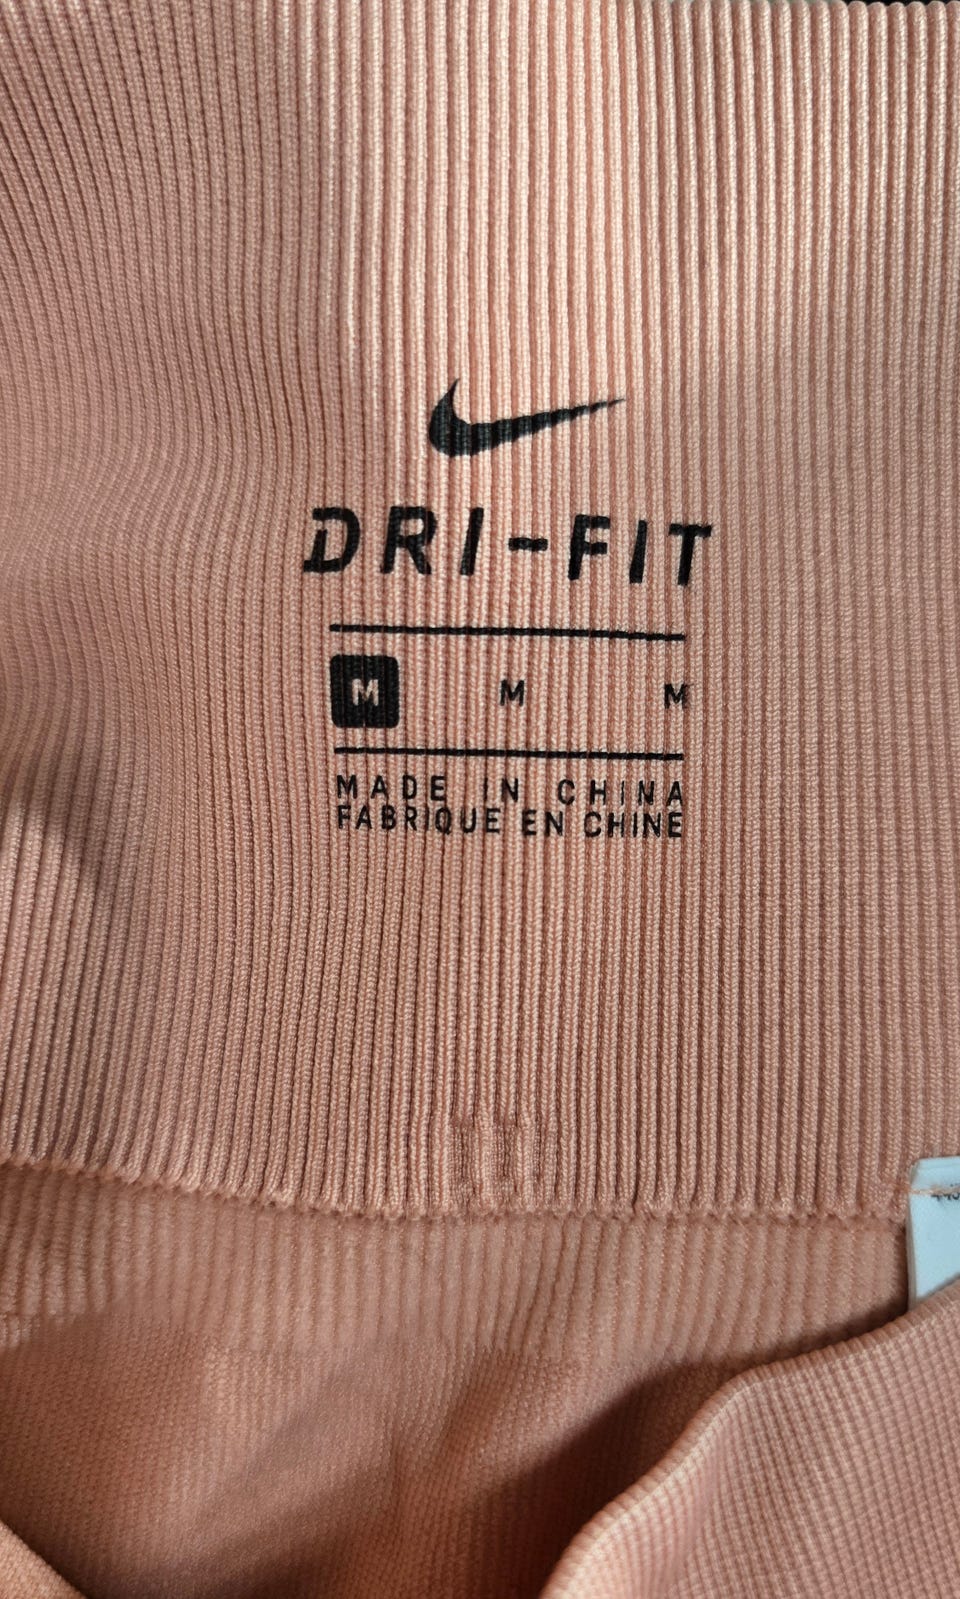 DRI-FIT
M M M
MADE IN CHINA
FABRIQUE EN CHINE